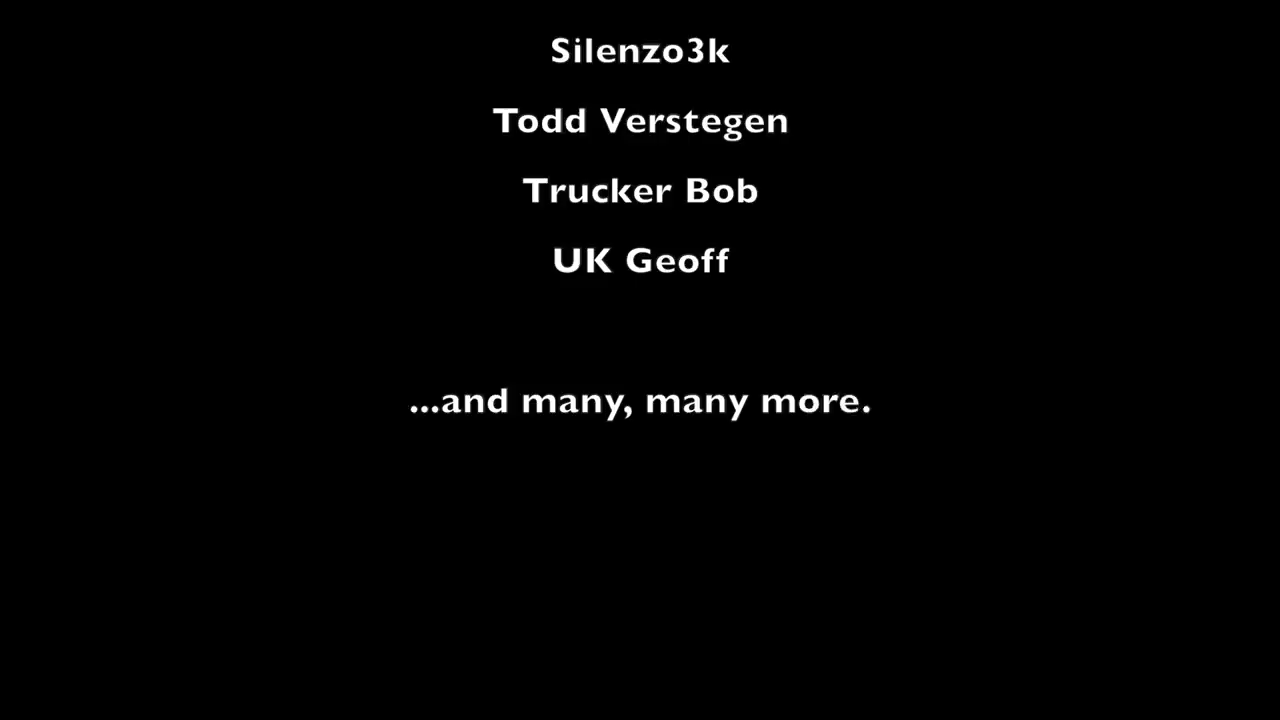 Silenzo3k
Todd Verstegen
Trucker Bob
UK Geoff
...and many, many more.